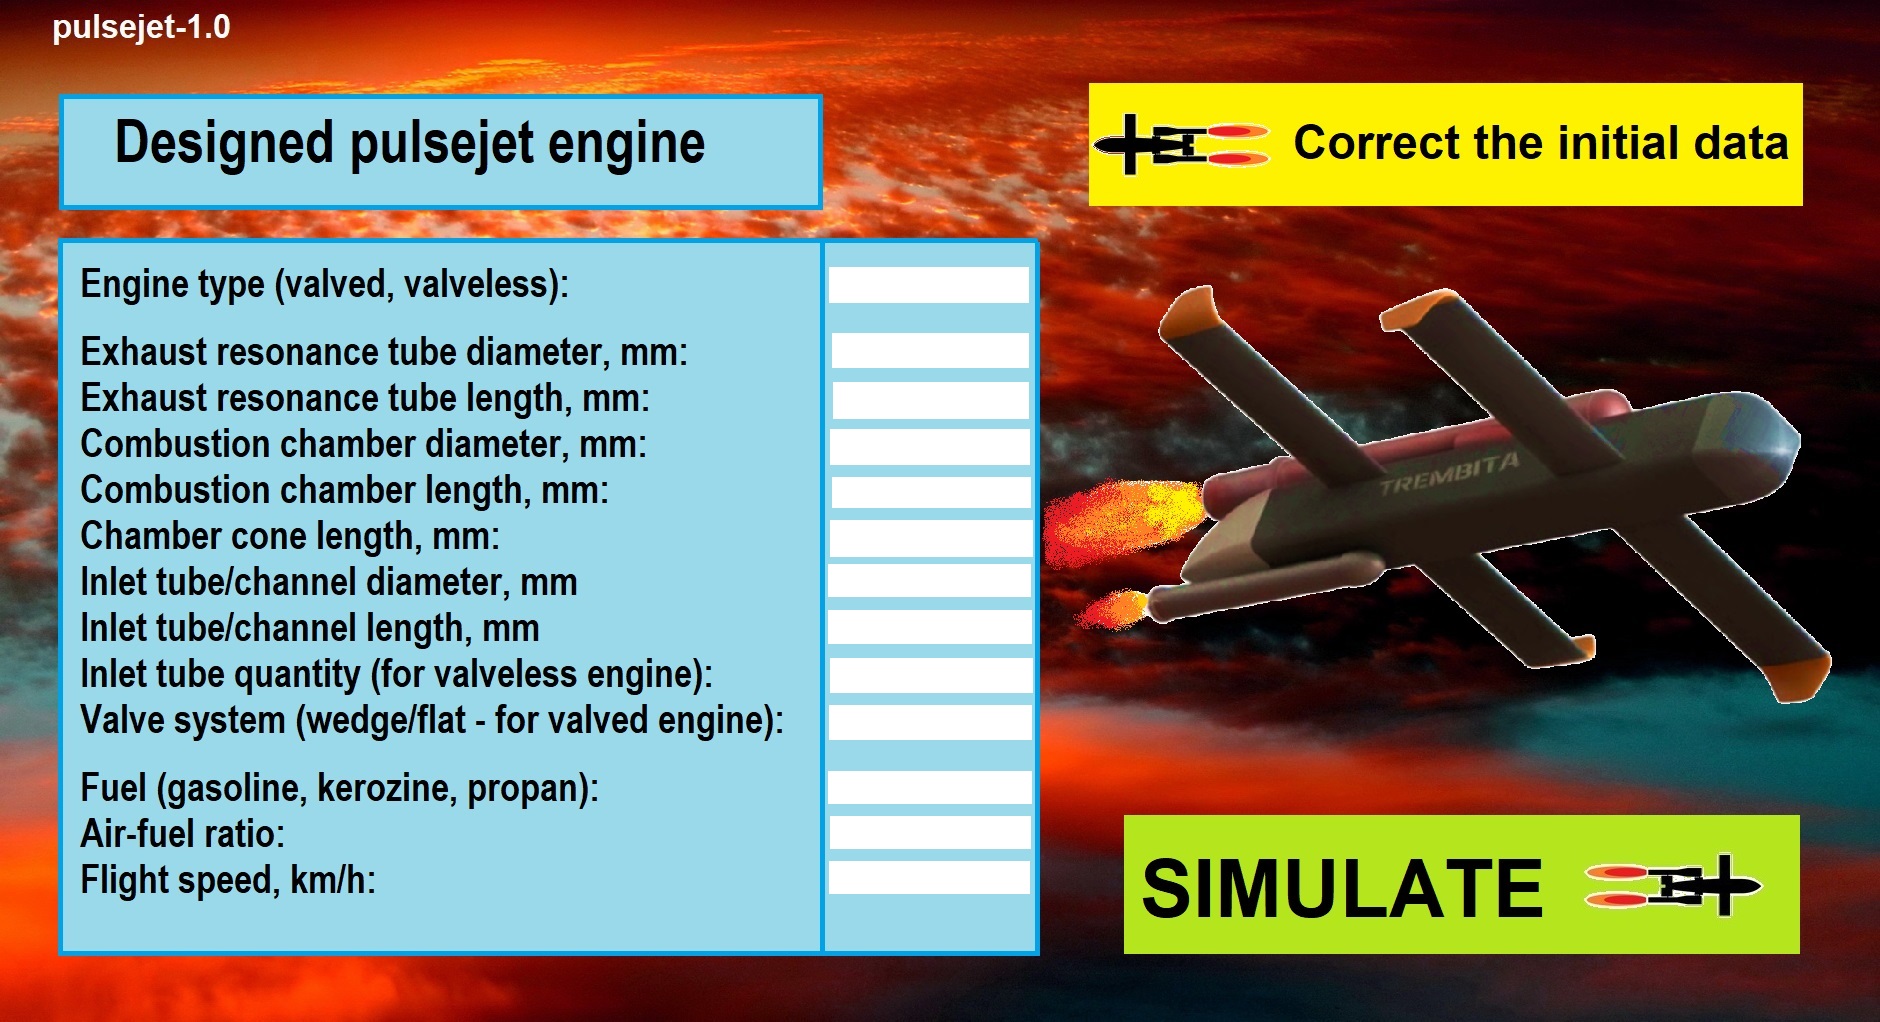 pulsejet-1.0
Designed pulsejet engine
Correct the initial data
Engine type (valved, valveless):
Exhaust resonance tube diameter, mm:
Exhaust resonance tube length, mm:
Combustion chamber diameter, mm:
Combustion chamber length, mm:
Chamber cone length, mm:
Inlet tube/channel diameter, mm
Inlet tube/channel length, mm
Inlet tube quantity (for valveless engine):
Valve system (wedge/flat - for valved engine):
Fuel (gasoline, kerozine, propan):
Air-fuel ratio:
Flight speed, km/h:
TREMBITA
SIMULATE